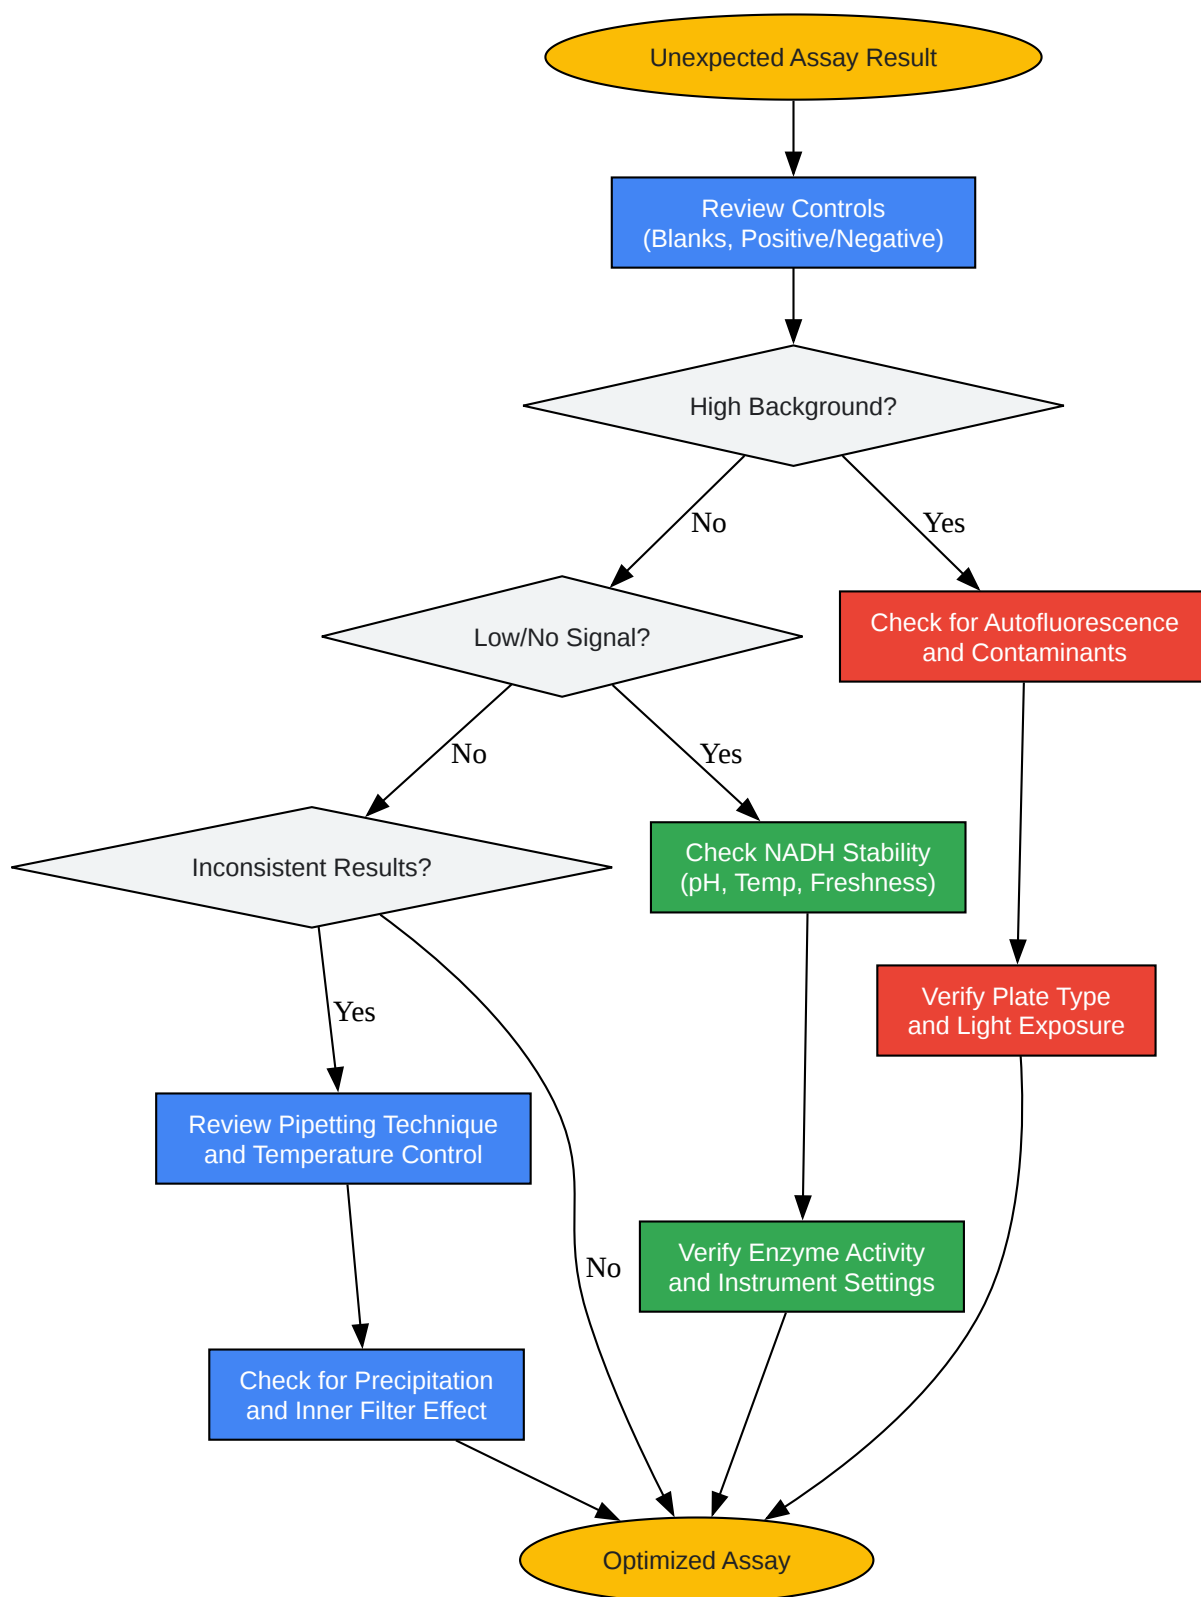 Unexpected Assay Result
Review Controls
(Blanks, Positive/Negative)
High Background?
No
Yes
Low/No Signal?
Check for Autofluorescence
and Contaminants
No
Yes
Inconsistent Results?
Check NADH Stability
(pH, Temp, Freshness)
Yes
Verify Plate Type
and Light Exposure
Review Pipetting Technique
and Temperature Control
No
Verify Enzyme Activity
and Instrument Settings
Check for Precipitation
and Inner Filter Effect
Optimized Assay